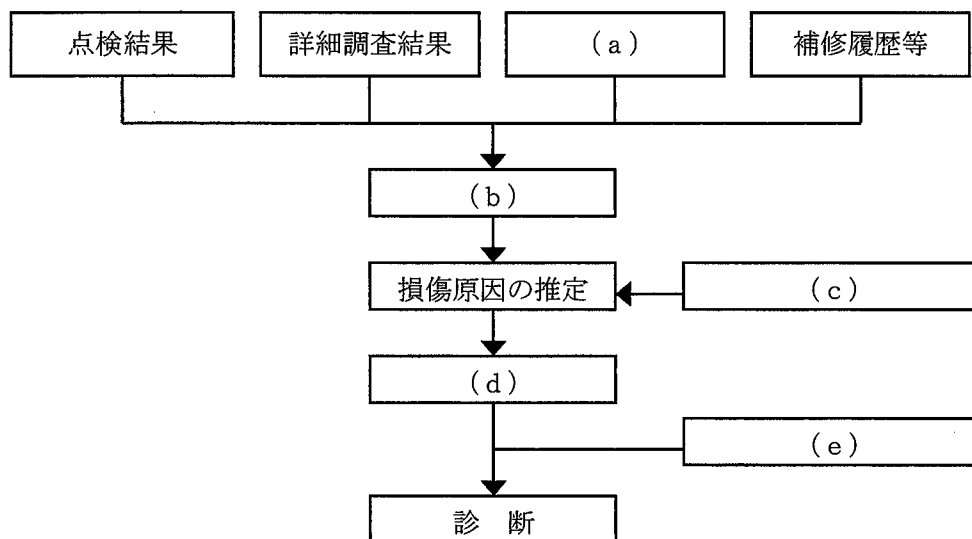 点検結果
詳細調査結果
(a)
補修履歴等
(b)
損傷原因の推定
(c)
(d)
(e)
診 断